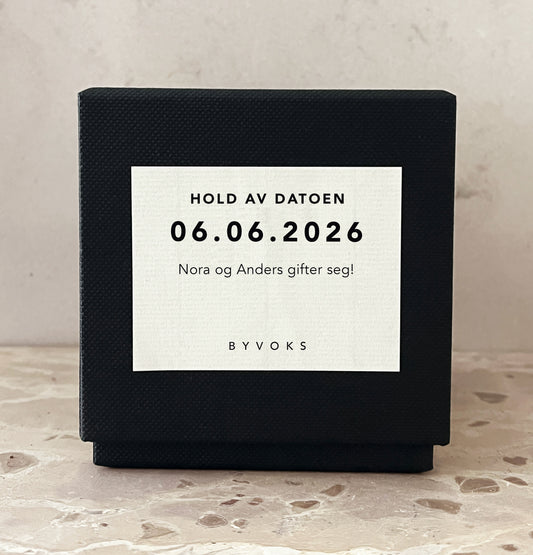 HOLD AV DATOEN
06.06.2026
Nora og Anders gifter seg!
BYVOKS